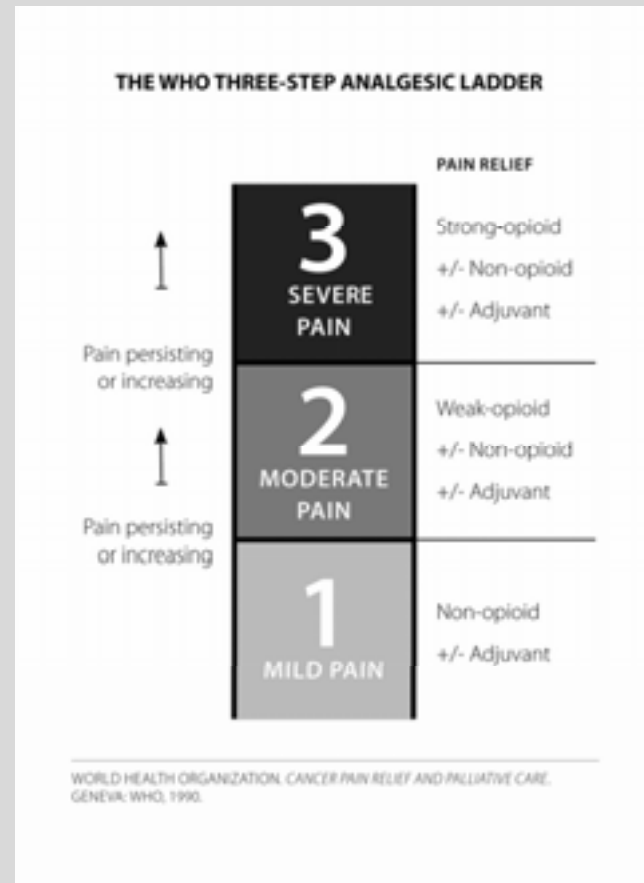 THE WHO THREE-STEP ANALGESIC LADDER
PAIN RELIEF
3
SEVERE
PAIN
Strong-opioid
+/- Non-opioid
+/- Adjuvant
Pain persisting
or increasing
2
MODERATE
PAIN
Weak-opioid
+/- Non-opioid
+/- Adjuvant
Pain persisting
or increasing
1
MILD PAIN
Non-opioid
+/- Adjuvant
WORLD HEALTH ORGANIZATION. CANCER PAIN RELIEF AND PALLIATIVE CARE.
GENEVA: WHO, 1990.